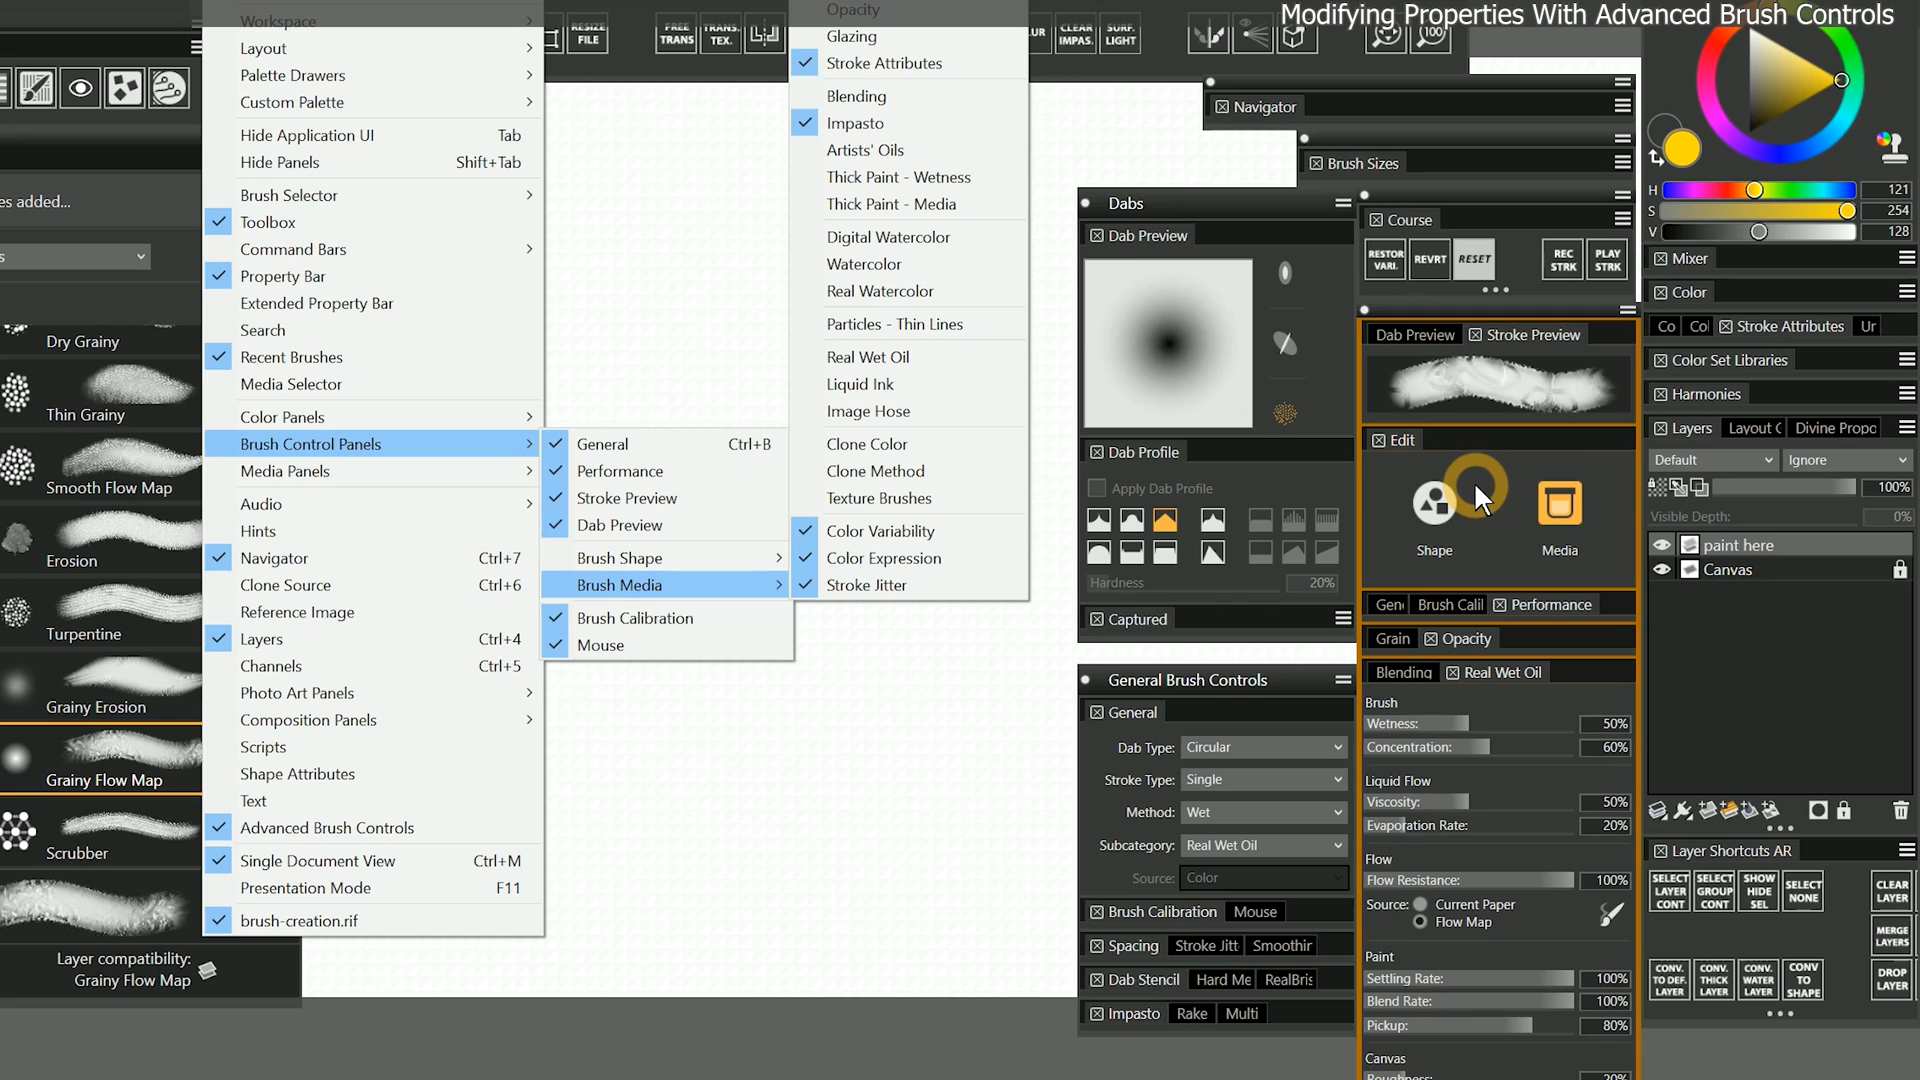 Modifying Properties With Advanced Brush Controls
RESIZE FILE
FREE TRANS
TRANS. TEX.
CLEAR IMPAS.
SURF. LIGHT
100
Workspace
Layout
Palette Drawers
Custom Palette
Hide Application UI Tab
Hide Panels Shift+Tab
Brush Selector
Toolbox
Command Bars
Property Bar
Extended Property Bar
Search
Recent Brushes
Media Selector
Color Panels
Brush Control Panels
Media Panels
Audio
Hints
Navigator Ctrl+7
Clone Source Ctrl+6
Reference Image
Layers Ctrl+4
Channels Ctrl+5
Photo Art Panels
Composition Panels
Scripts
Shape Attributes
Text
Advanced Brush Controls
Single Document View Ctrl+M
Presentation Mode F11
brush-creation.rif
General Ctrl+B
Performance
Stroke Preview
Dab Preview
Brush Shape
Brush Media
Brush Calibration
Mouse
Opacity
Glazing
Stroke Attributes
Blending
Impasto
Artists' Oils
Thick Paint - Wetness
Thick Paint - Media
Digital Watercolor
Watercolor
Real Watercolor
Particles - Thin Lines
Real Wet Oil
Liquid Ink
Image Hose
Clone Color
Clone Method
Texture Brushes
Color Variability
Color Expression
Stroke Jitter
es added...
s
Dry Grainy
Thin Grainy
Smooth Flow Map
Erosion
Turpentine
Grainy Erosion
Grainy Flow Map
Scrubber
Layer compatibility:
Grainy Flow Map
Navigator
Brush Sizes
Dabs
Dab Preview
Dab Profile
Apply Dab Profile
Hardness 20%
Captured
General Brush Controls
General
Dab Type: Circular
Stroke Type: Single
Method: Wet
Subcategory: Real Wet Oil
Source: Color
Brush Calibration Mouse
Spacing Stroke Jitt Smoothin
Dab Stencil Hard Me RealBris
Impasto Rake Multi
Course
RESTOR VARI.
REVRT
RESET
REC STRK
PLAY STRK
Dab Preview Stroke Preview
Edit
Shape Media
Gene Brush Calil Performance
Grain Opacity
Blending Real Wet Oil
Brush
Wetness: 50%
Concentration: 60%
Liquid Flow
Viscosity: 50%
Evaporation Rate: 20%
Flow
Flow Resistance: 100%
Source: Current Paper
Flow Map
Paint
Settling Rate: 100%
Blend Rate: 100%
Pickup: 80%
Canvas
Roughness: 20%
H 121
S 254
V 128
Mixer
Color
Co Col Stroke Attributes Ur
Color Set Libraries
Harmonies
Layers Layout C Divine Propo
Default Ignore
100%
Visible Depth: 0%
paint here
Canvas
Layer Shortcuts AR
SELECT LAYER CONT
SELECT GROUP CONT
SHOW HIDE SEL
SELECT NONE
CLEAR LAYER
MERGE LAYERS
CONV. TO DEF. LAYER
CONV. THICK LAYER
CONV. WATER LAYER
CONV TO SHAPE
DROP LAYER